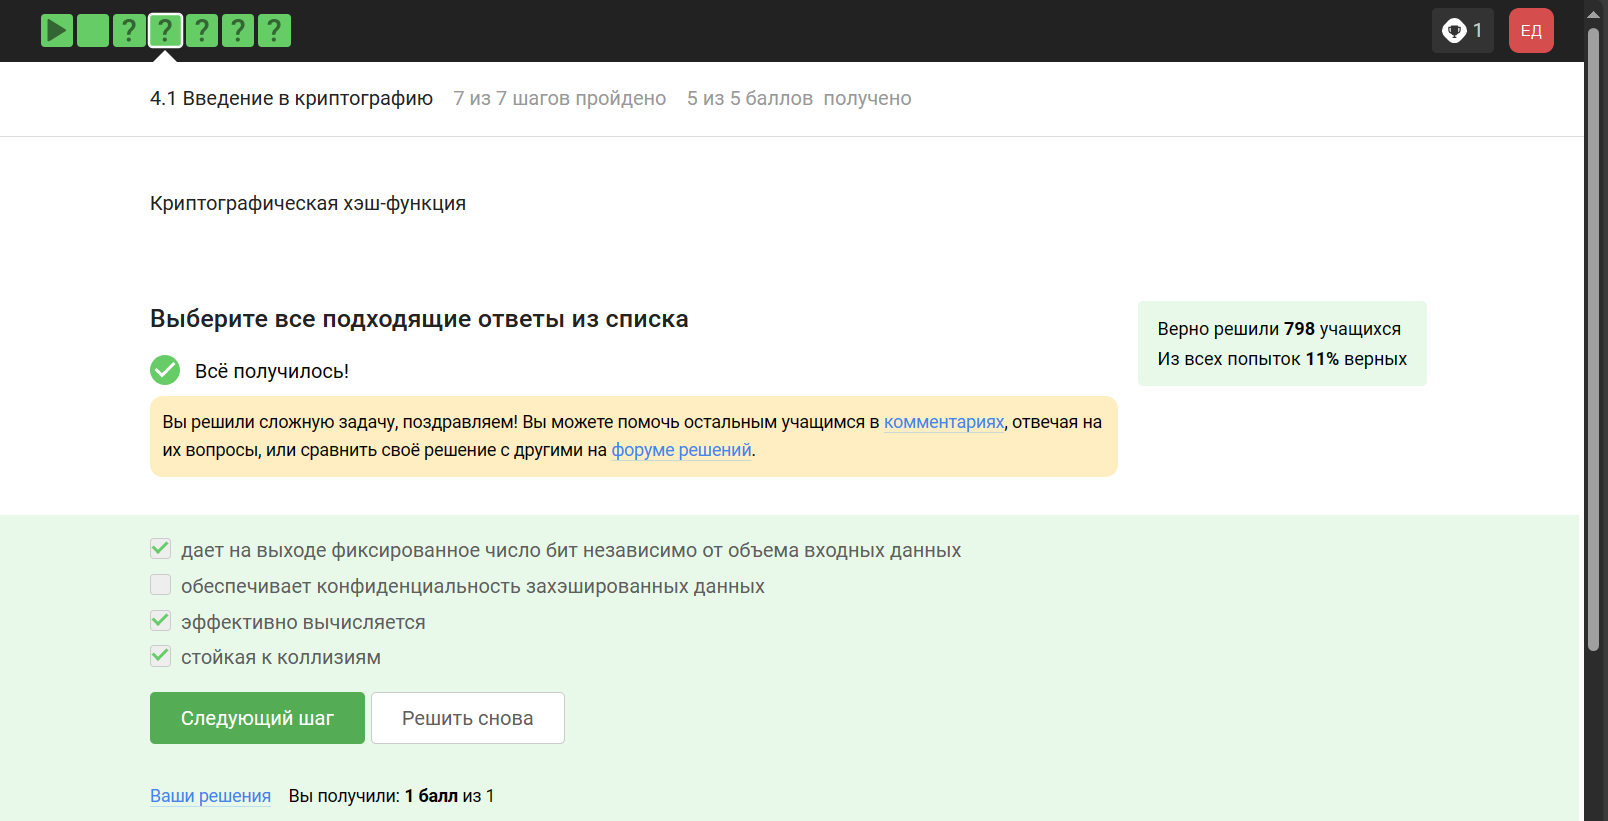 ? ? ? ? ?
1
ЕД
4.1 Введение в криптографию 7 из 7 шагов пройдено 5 из 5 баллов получено
Криптографическая хэш-функция
Выберите все подходящие ответы из списка
Всё получилось!
Вы решили сложную задачу, поздравляем! Вы можете помочь остальным учащимся в комментариях, отвечая на
их вопросы, или сравнить своё решение с другими на форуме решений.
Верно решили 798 учащихся
Из всех попыток 11% верных
дает на выходе фиксированное число бит независимо от объема входных данных
обеспечивает конфиденциальность захэшированных данных
эффективно вычисляется
стойкая к коллизиям
Следующий шаг
Решить снова
Ваши решения Вы получили: 1 балл из 1